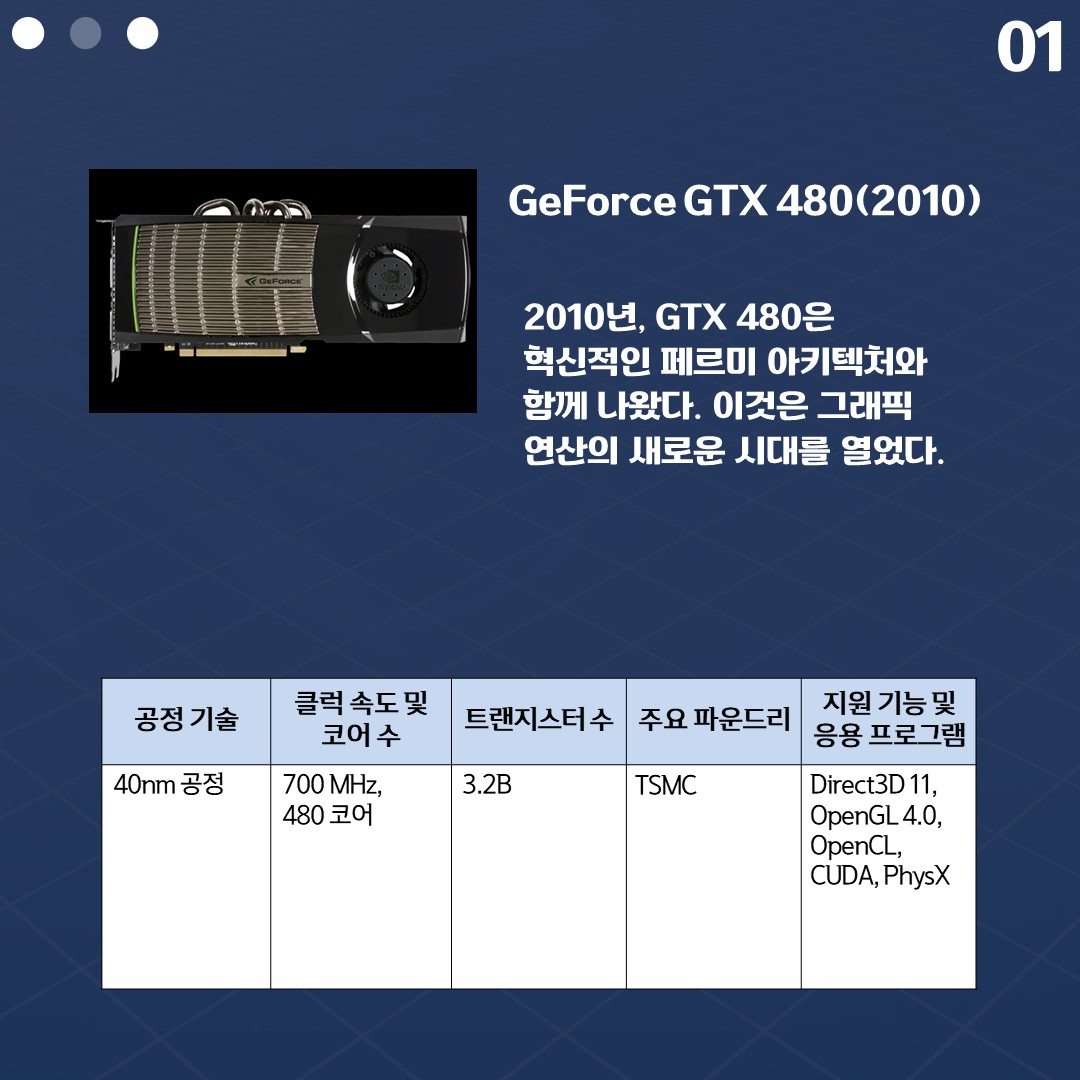 01
GEFORCE
GeForce GTX 480(2010)
2010년, GTX 480은
혁신적인 페르미 아키텍처와
함께 나왔다. 이것은 그래픽
연산의 새로운 시대를 열었다.
공정 기술
클럭 속도 및
코어 수
트랜지스터 수
주요 파운드리
지원 기능 및
응용 프로그램
40nm 공정
700 MHz,
480 코어
3.2B
TSMC
Direct3D 11,
OpenGL 4.0,
OpenCL,
CUDA, PhysX